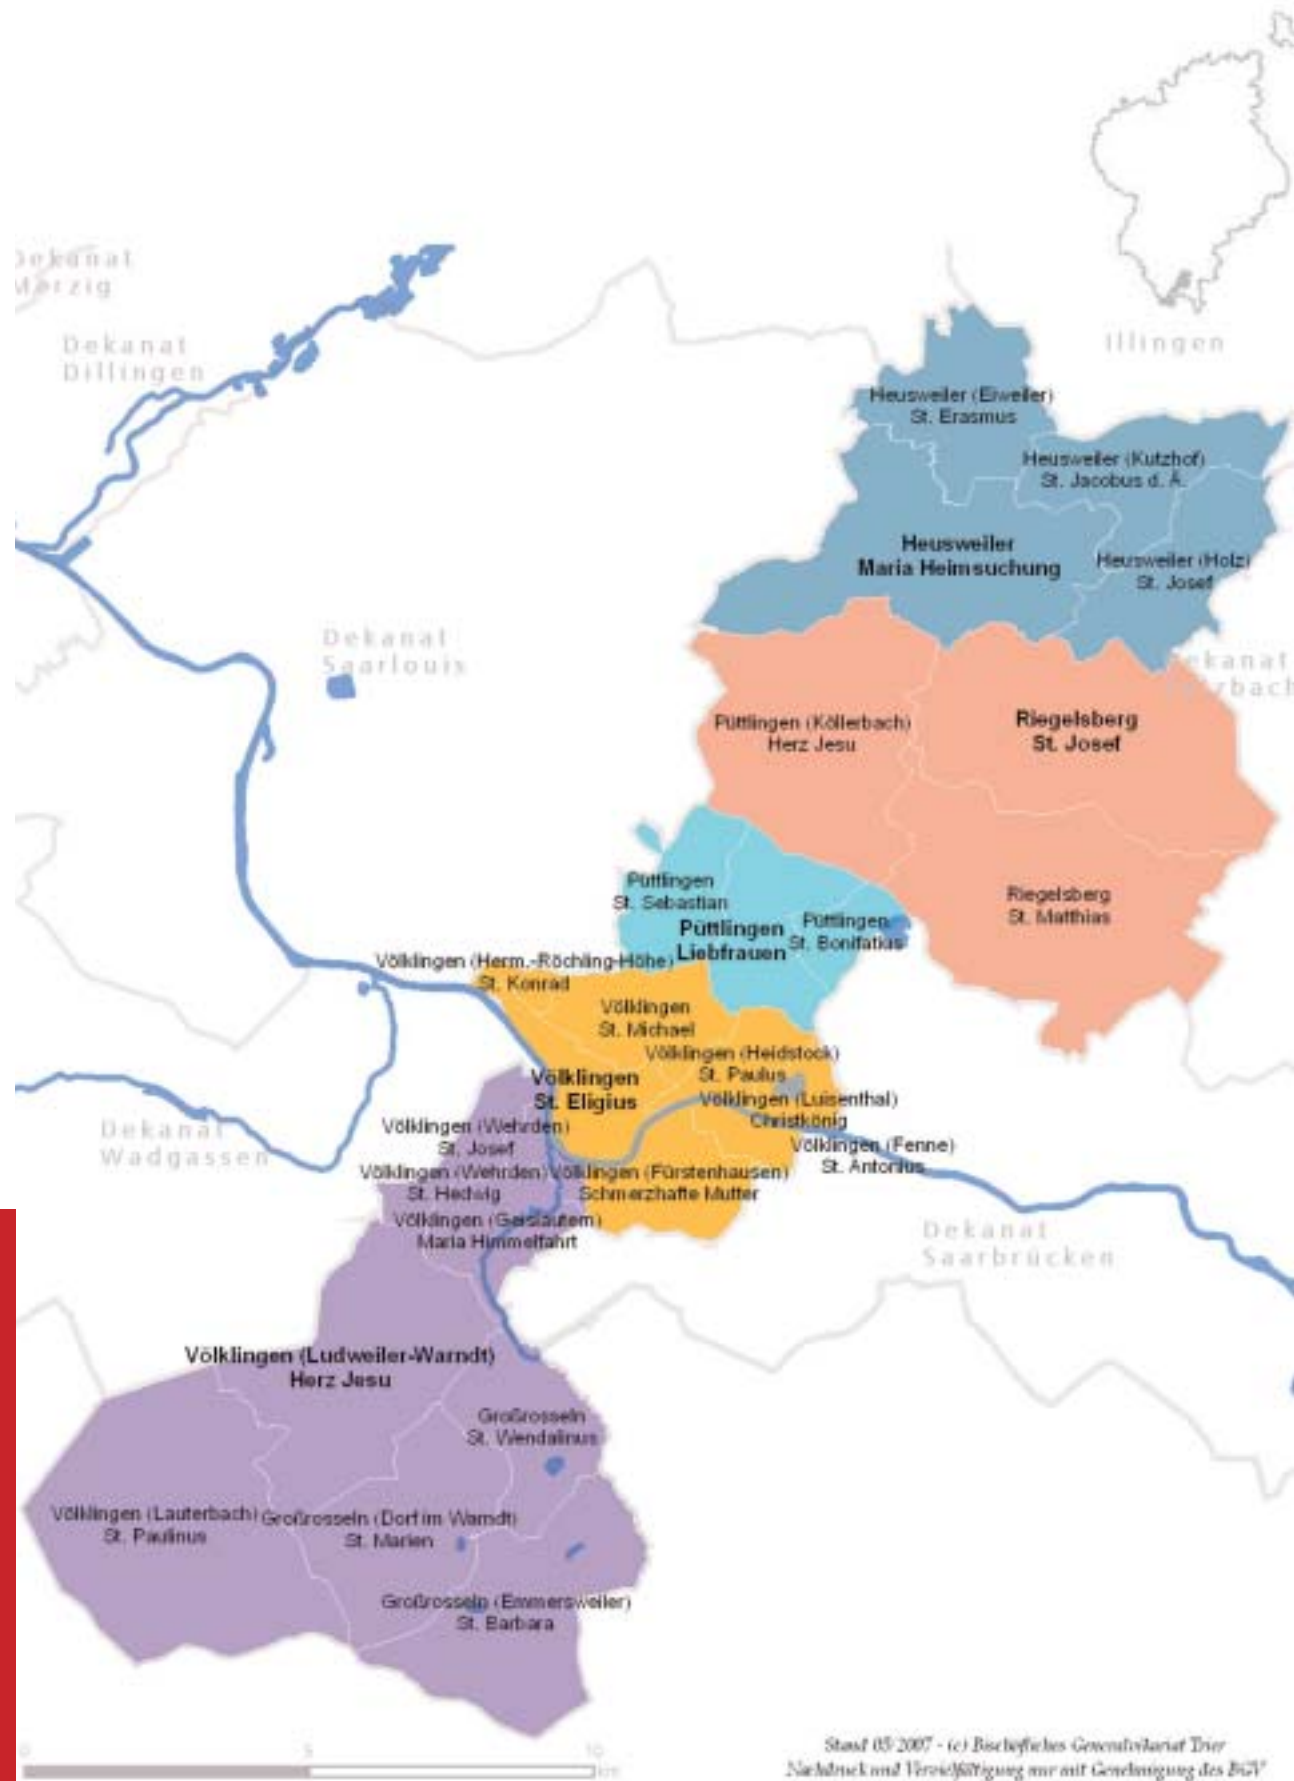 Dekanat
Merzig
Dekanat
Dillingen
Illingen
Heusweiler (Eiweiler)
St. Erasmus
Heusweiler (Kutzhof)
St. Jacobus d. Ä.
Heusweiler
Maria Heimsuchung
Heusweiler (Holz)
St. Josef
Dekanat
Saarlouis
ekanat
zbach
Püttlingen (Köllerbach)
Herz Jesu
Riegelsberg
St. Josef
Püttlingen
St. Sebastian
Riegelsberg
St. Matthias
Püttlingen
Liebfrauen
Püttlingen
St. Bonifatius
Völklingen (Herm.-Röchling-Höhe)
St. Konrad
Völklingen
St. Michael
Völklingen (Heidstock)
St. Paulus
Völklingen
St. Eligius
Völklingen (Luisenthal)
Christkönig
Dekanat
Wadgassen
Völklingen (Wehrden)
St. Josef
Völklingen (Fenne)
St. Antonius
Völklingen (Wehrden)
St. Hedwig
Völklingen (Fürstenhausen)
Schmerzhafte Mutter
Völklingen (Geislautern)
Maria Himmelfahrt
Dekanat
Saarbrücken
Völklingen (Ludweiler-Warndt)
Herz Jesu
Großrosseln
St. Wendalinus
Völklingen (Lauterbach)
St. Paulinus
Großrosseln (Dorf im Warndt)
St. Marien
Großrosseln (Emmersweiler)
St. Barbara
0 5 10
km
Stand 05/2007 - (c) Bischöfliches Generalvikariat Trier
Nachdruck und Vervielfältigung nur mit Genehmigung des BGV